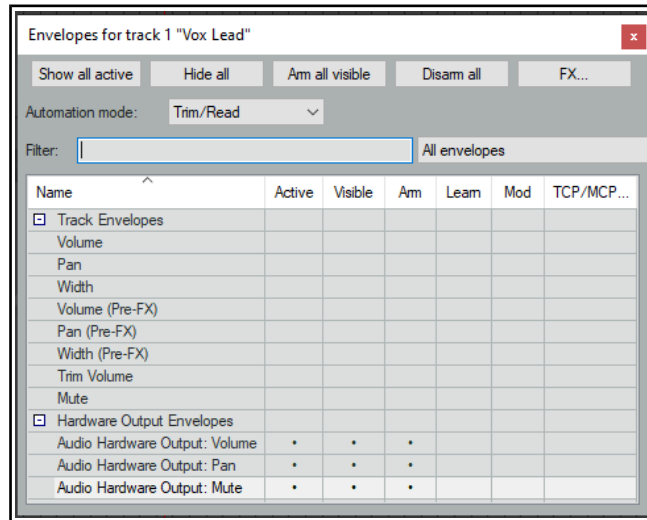 Envelopes for track 1 "Vox Lead"
x
Show all active Hide all Arm all visible Disarm all FX...
Automation mode: Trim/Read
Filter: All envelopes
Name Active Visible Arm Learn Mod TCP/MCP...
Track Envelopes
Volume
Pan
Width
Volume (Pre-FX)
Pan (Pre-FX)
Width (Pre-FX)
Trim Volume
Mute
Hardware Output Envelopes
Audio Hardware Output: Volume • • •
Audio Hardware Output: Pan • • •
Audio Hardware Output: Mute • • •